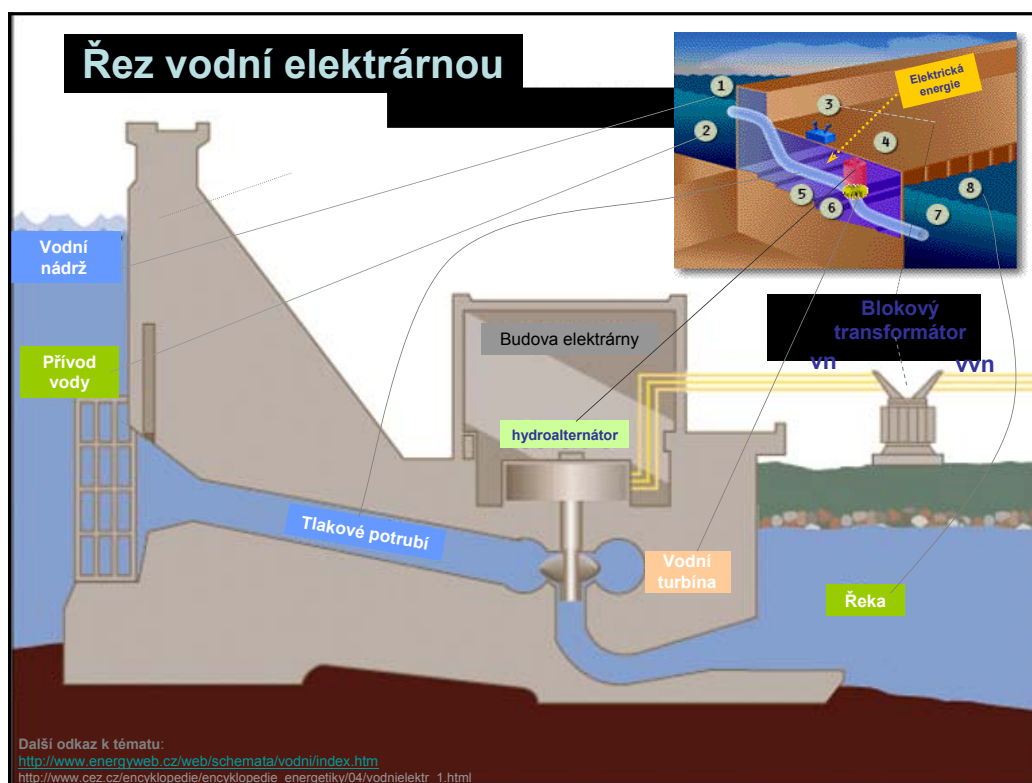 Řez vodní elektrárnou
Elektrická
energie
1
2
3
4
5
6
7
8
Vodní
nádrž
Přívod
vody
Budova elektrárny
hydroalternátor
Blokový
transformátor
vn
vvn
Tlakové potrubí
Vodní
turbína
Řeka
Další odkaz k tématu:
http://www.energyweb.cz/web/schemata/vodni/index.htm
http://www.cez.cz/encyklopedie/encyklopedie_energetiky/04/vodnielektr_1.html